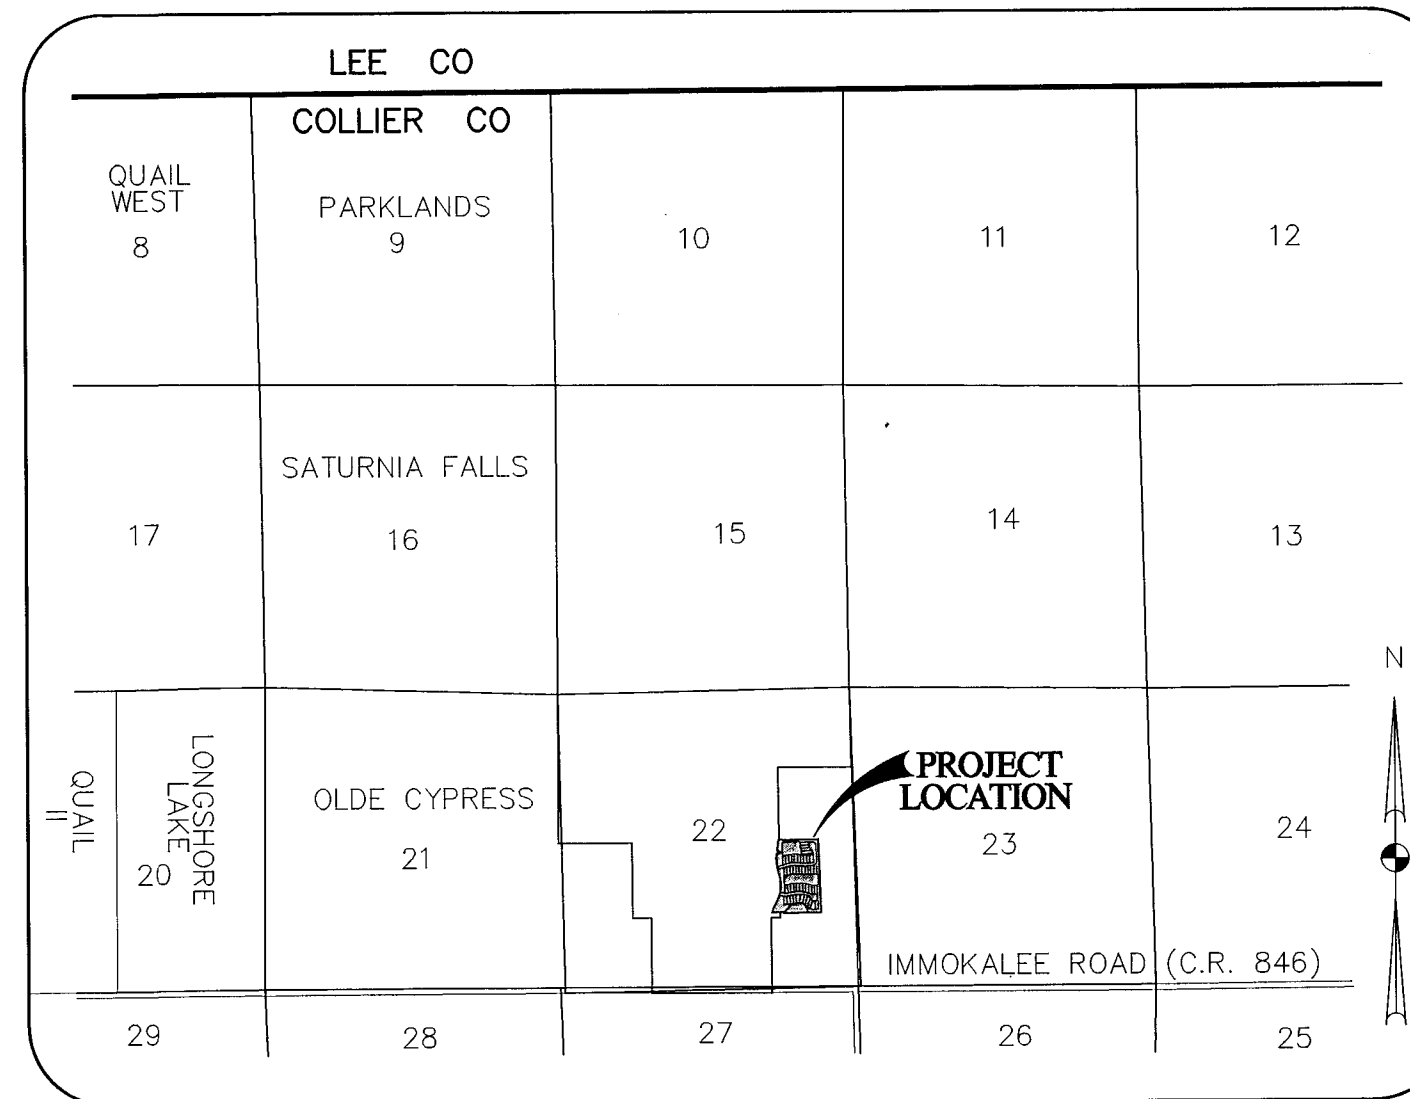 LEE CO
COLLIER CO
QUAIL
WEST
8
PARKLANDS
9
10
11
12
17
SATURNIA FALLS
16
15
14
13
N
QUAIL
II
LONGSHORE
LAKE
20
OLDE CYPRESS
21
22
PROJECT
LOCATION
23
24
IMMOKALEE ROAD (C.R. 846)
29
28
27
26
25